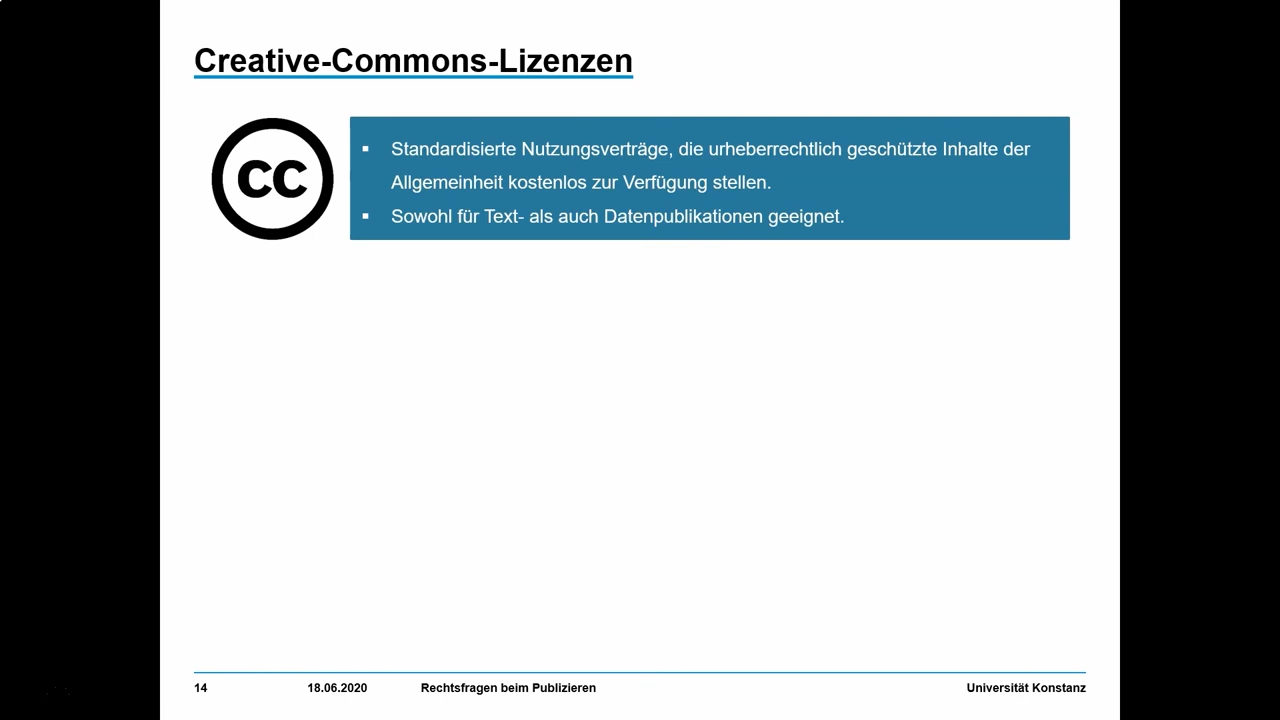 Creative-Commons-Lizenzen
cc
▪ Standardisierte Nutzungsverträge, die urheberrechtlich geschützte Inhalte der
Allgemeinheit kostenlos zur Verfügung stellen.
▪ Sowohl für Text- als auch Datenpublikationen geeignet.
14 18.06.2020 Rechtsfragen beim Publizieren Universität Konstanz